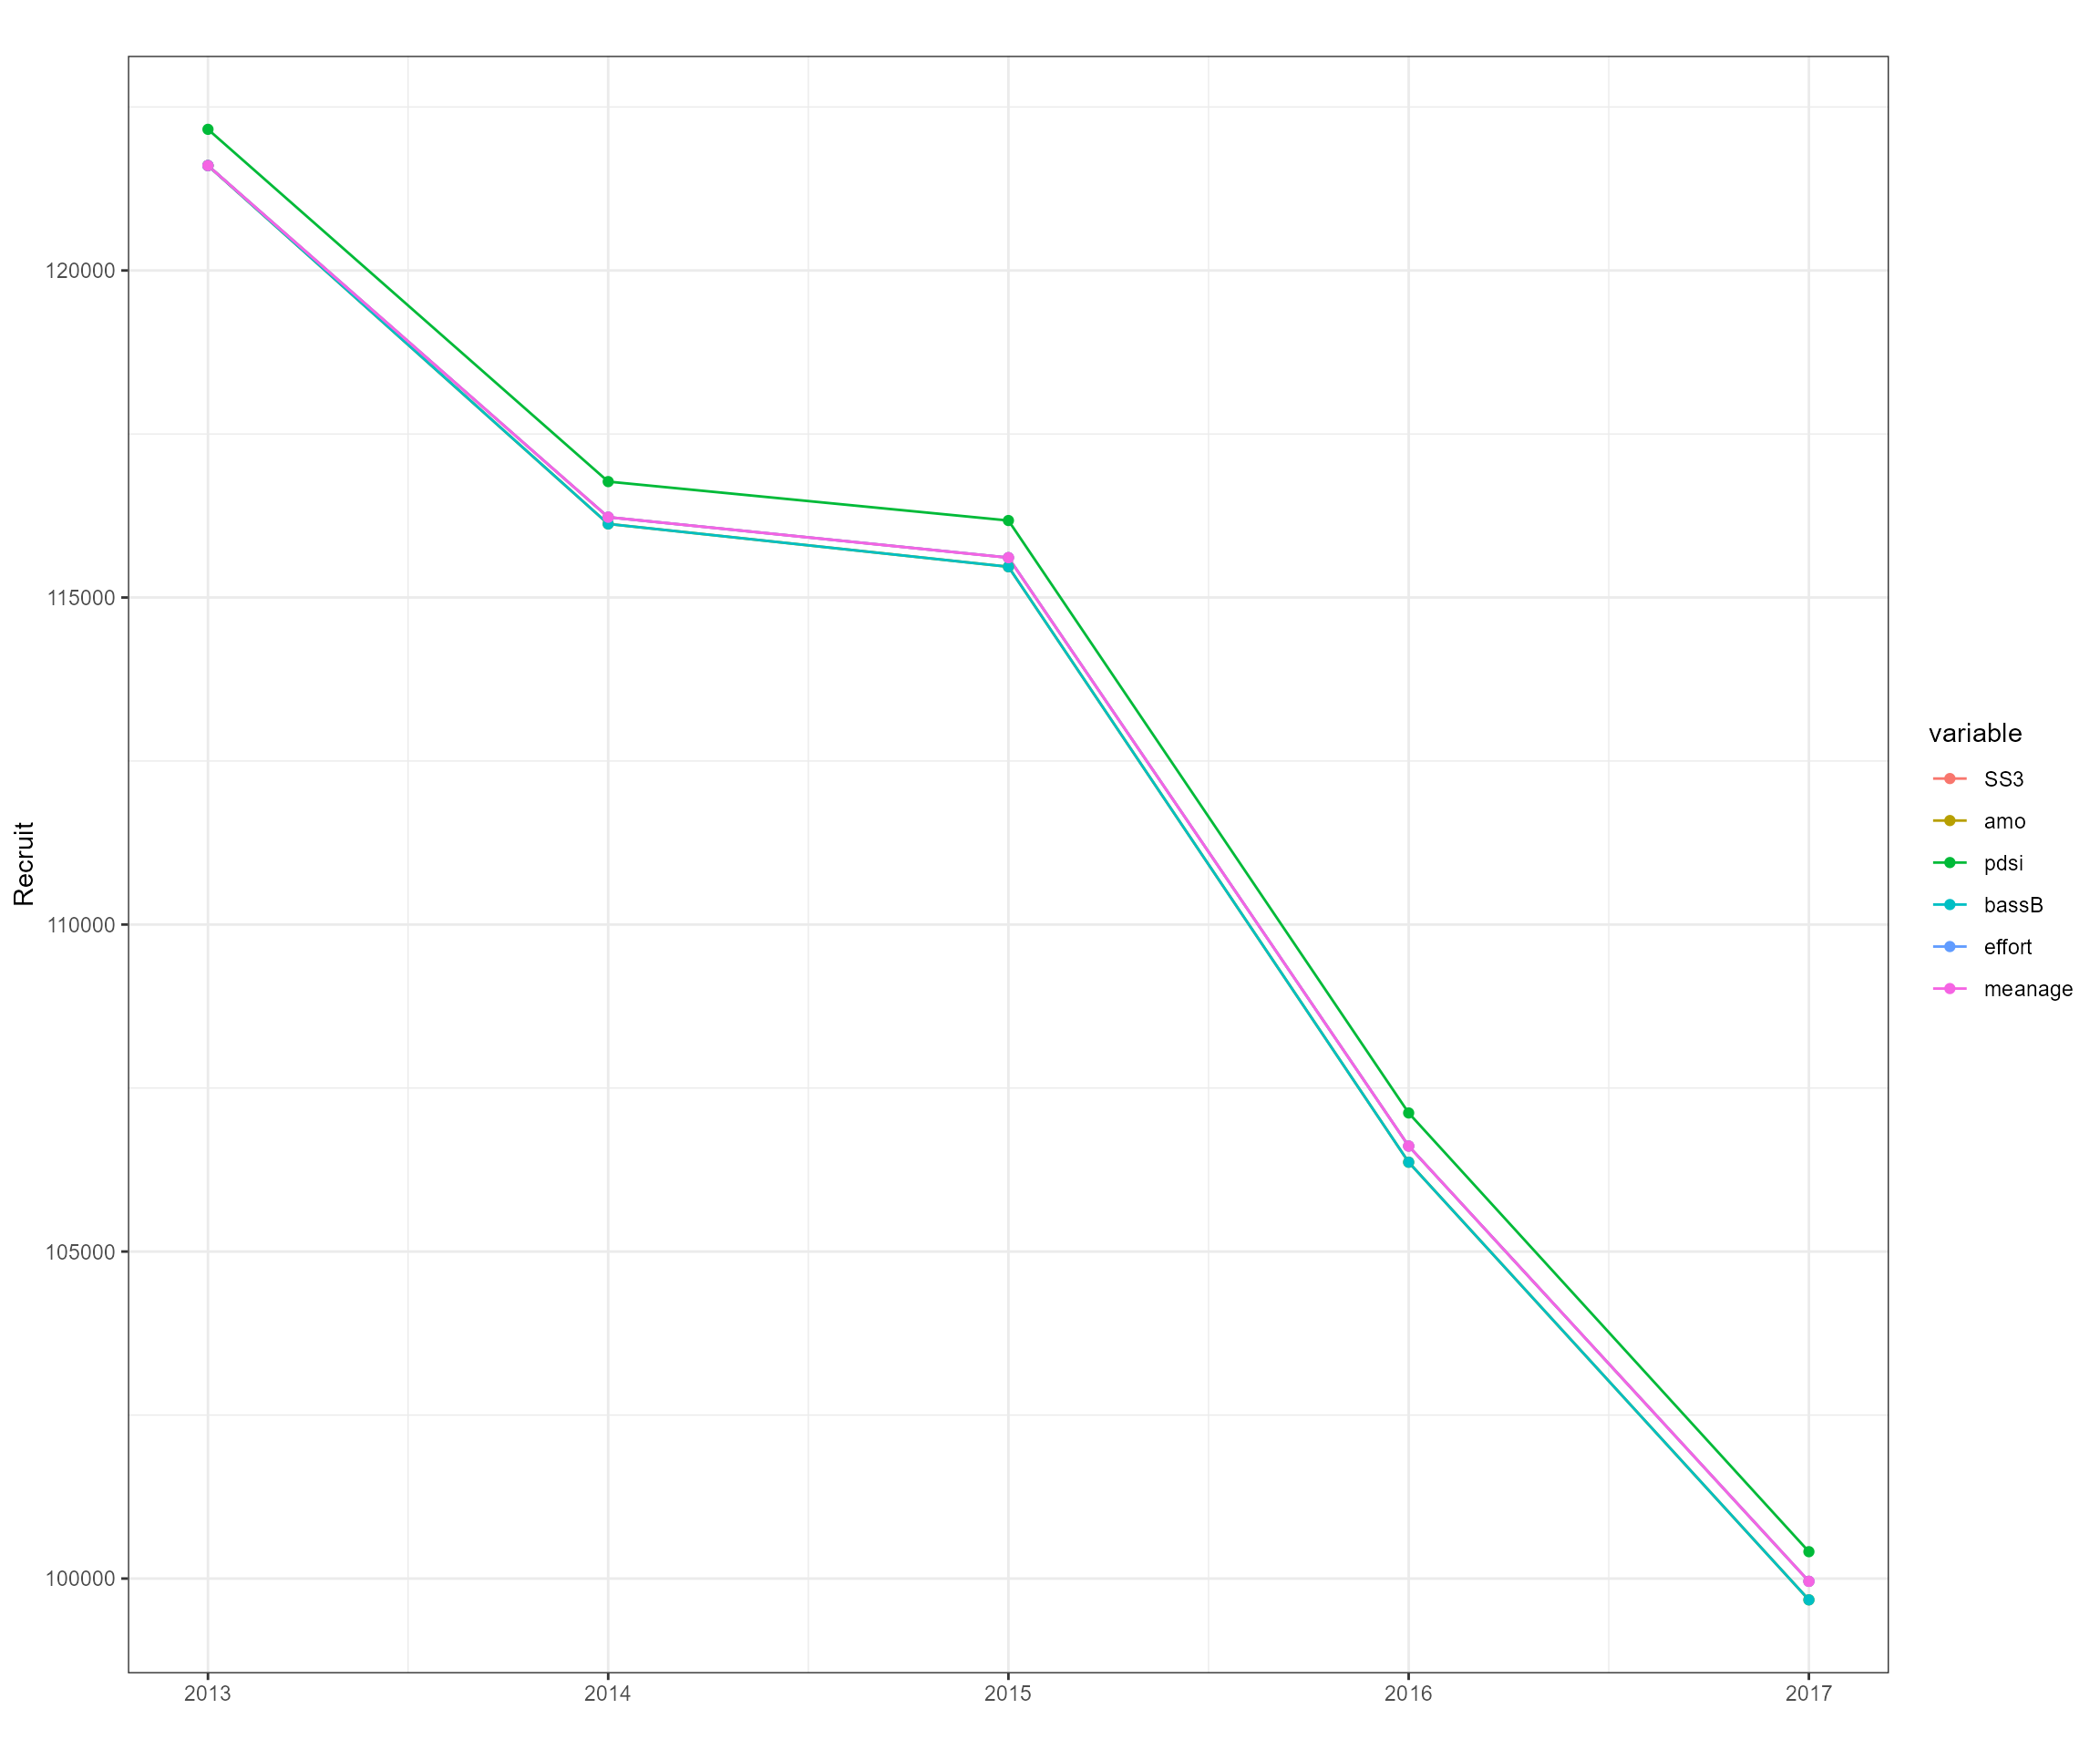 Recruit
120000
115000
110000
105000
100000
2013 2014 2015 2016 2017
variable
SS3
amo
pdsi
bassB
effort
meanage